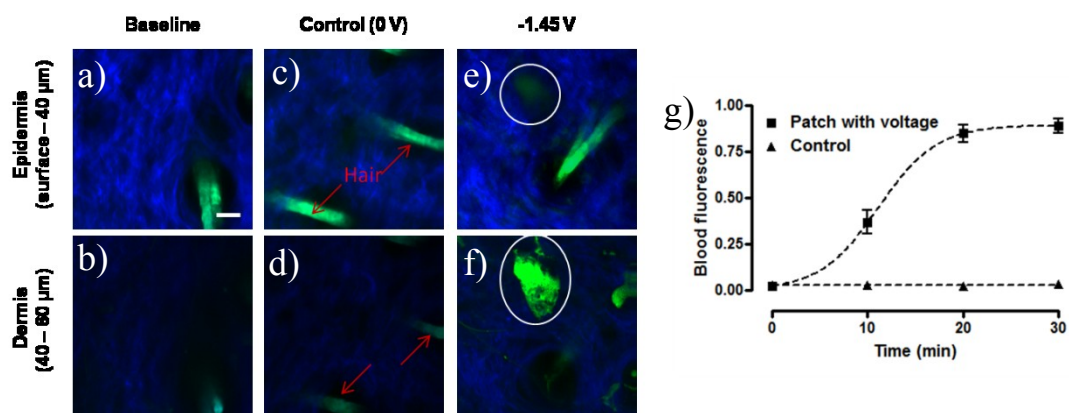 Baseline
Control (0 V)
-1.45 V
Epidermis
(surface – 40 µm)
Dermis
(40 – 60 µm)
a)
c)
e)
Hair
b)
d)
f)
g)
Blood fluorescence
1.00
0.75
0.50
0.25
0.00
Patch with voltage
Control
0
10
20
30
Time (min)